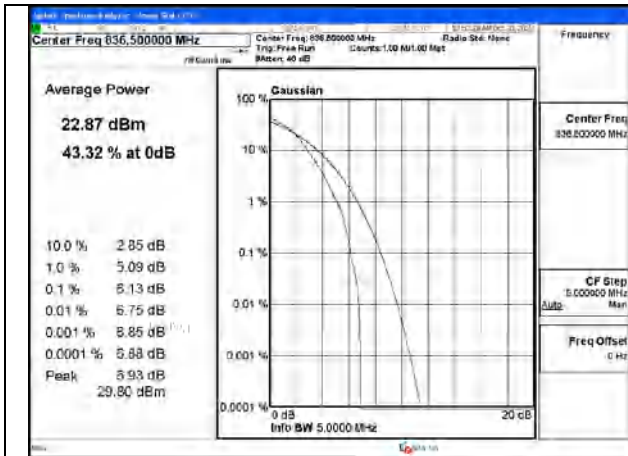 Center Freq 836.500000 MHz
Center Freq: 836.500000 MHz
Radio Std: None
Trig: Free Run
Counts: 1.00 M/1.00 Mpt
#Atten: 40 dB
Frequency
Average Power
22.87 dBm
43.32 % at 0dB
10.0 % 2.85 dB
1.0 % 5.09 dB
0.1 % 6.13 dB
0.01 % 6.75 dB
0.001 % 6.85 dB
0.0001 % 6.88 dB
Peak 6.93 dB
29.80 dBm
Gaussian
100 %
10 %
1 %
0.1 %
0.01 %
0.001 %
0.0001 %
0 dB
20 dB
Info BW 5.0000 MHz
Center Freq
836.500000 MHz
CF Step
5.000000 MHz
Auto Man
Freq Offset
0 Hz